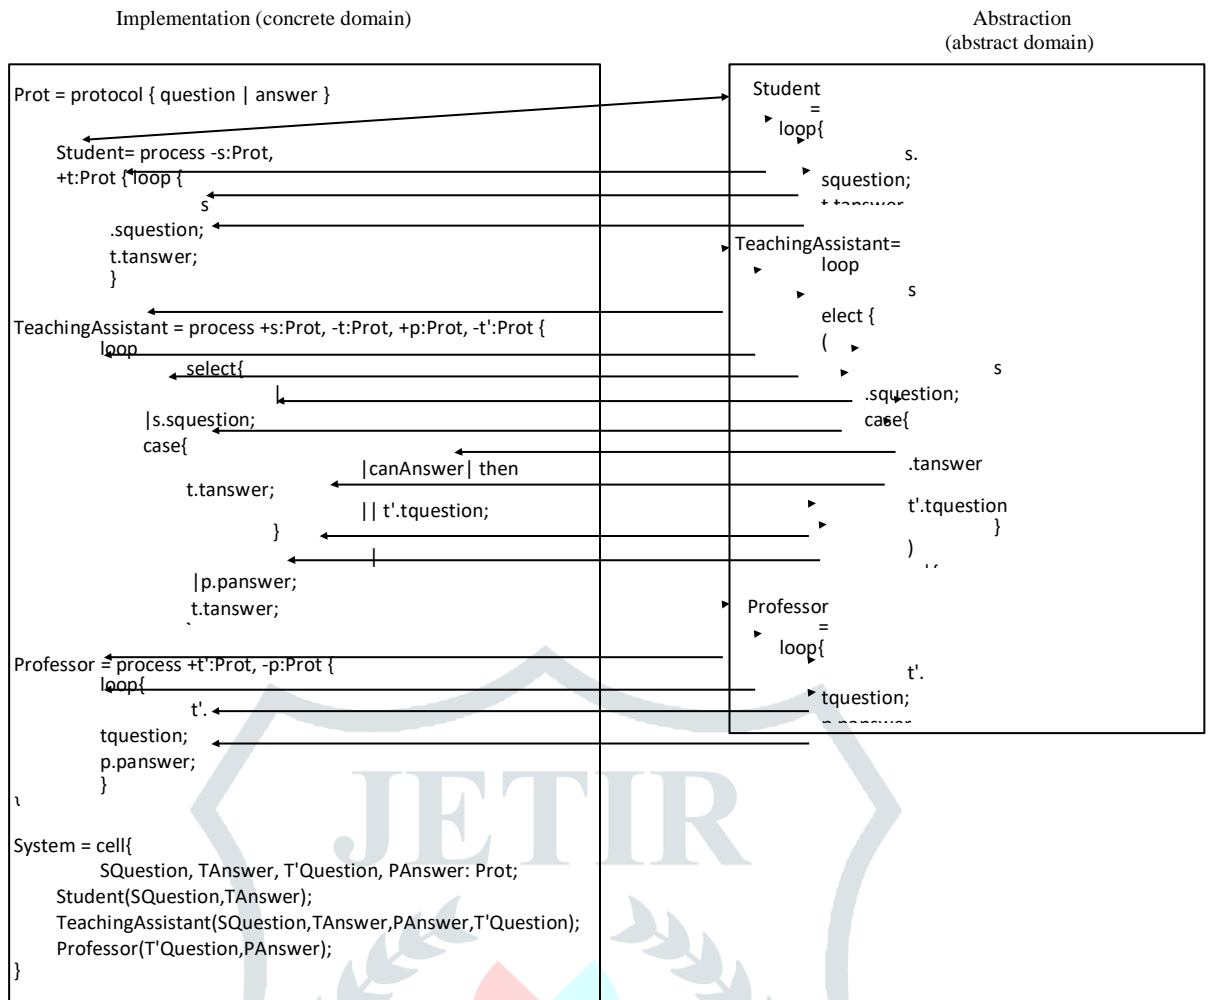 Implementation (concrete domain)
Prot = protocol { question | answer }
Student= process -s:Prot,
+t:Prot { loop {
s
.squestion;
t.tanswer;
}
TeachingAssistant = process +s:Prot, -t:Prot, +p:Prot, -t':Prot {
loop
select{
|
|s.squestion;
case{
|canAnswer| then
t.tanswer;
|| t'.tquestion;
}
|
|p.panswer;
t.tanswer;
Professor = process +t':Prot, -p:Prot {
loop{
t'.
tquestion;
p.panswer;
}
System = cell{
SQuestion, TAnswer, T'Question, PAnswer: Prot;
Student(SQuestion,TAnswer);
TeachingAssistant(SQuestion,TAnswer,PAnswer,T'Question);
Professor(T'Question,PAnswer);
}
Abstraction
(abstract domain)
Student
=
loop{
s.
squestion;
TeachingAssistant=
loop
s
elect {
(
s
.squestion;
case{
.tanswer
t'.tquestion
}
)
Professor
=
loop{
t'.
tquestion;
JETIR